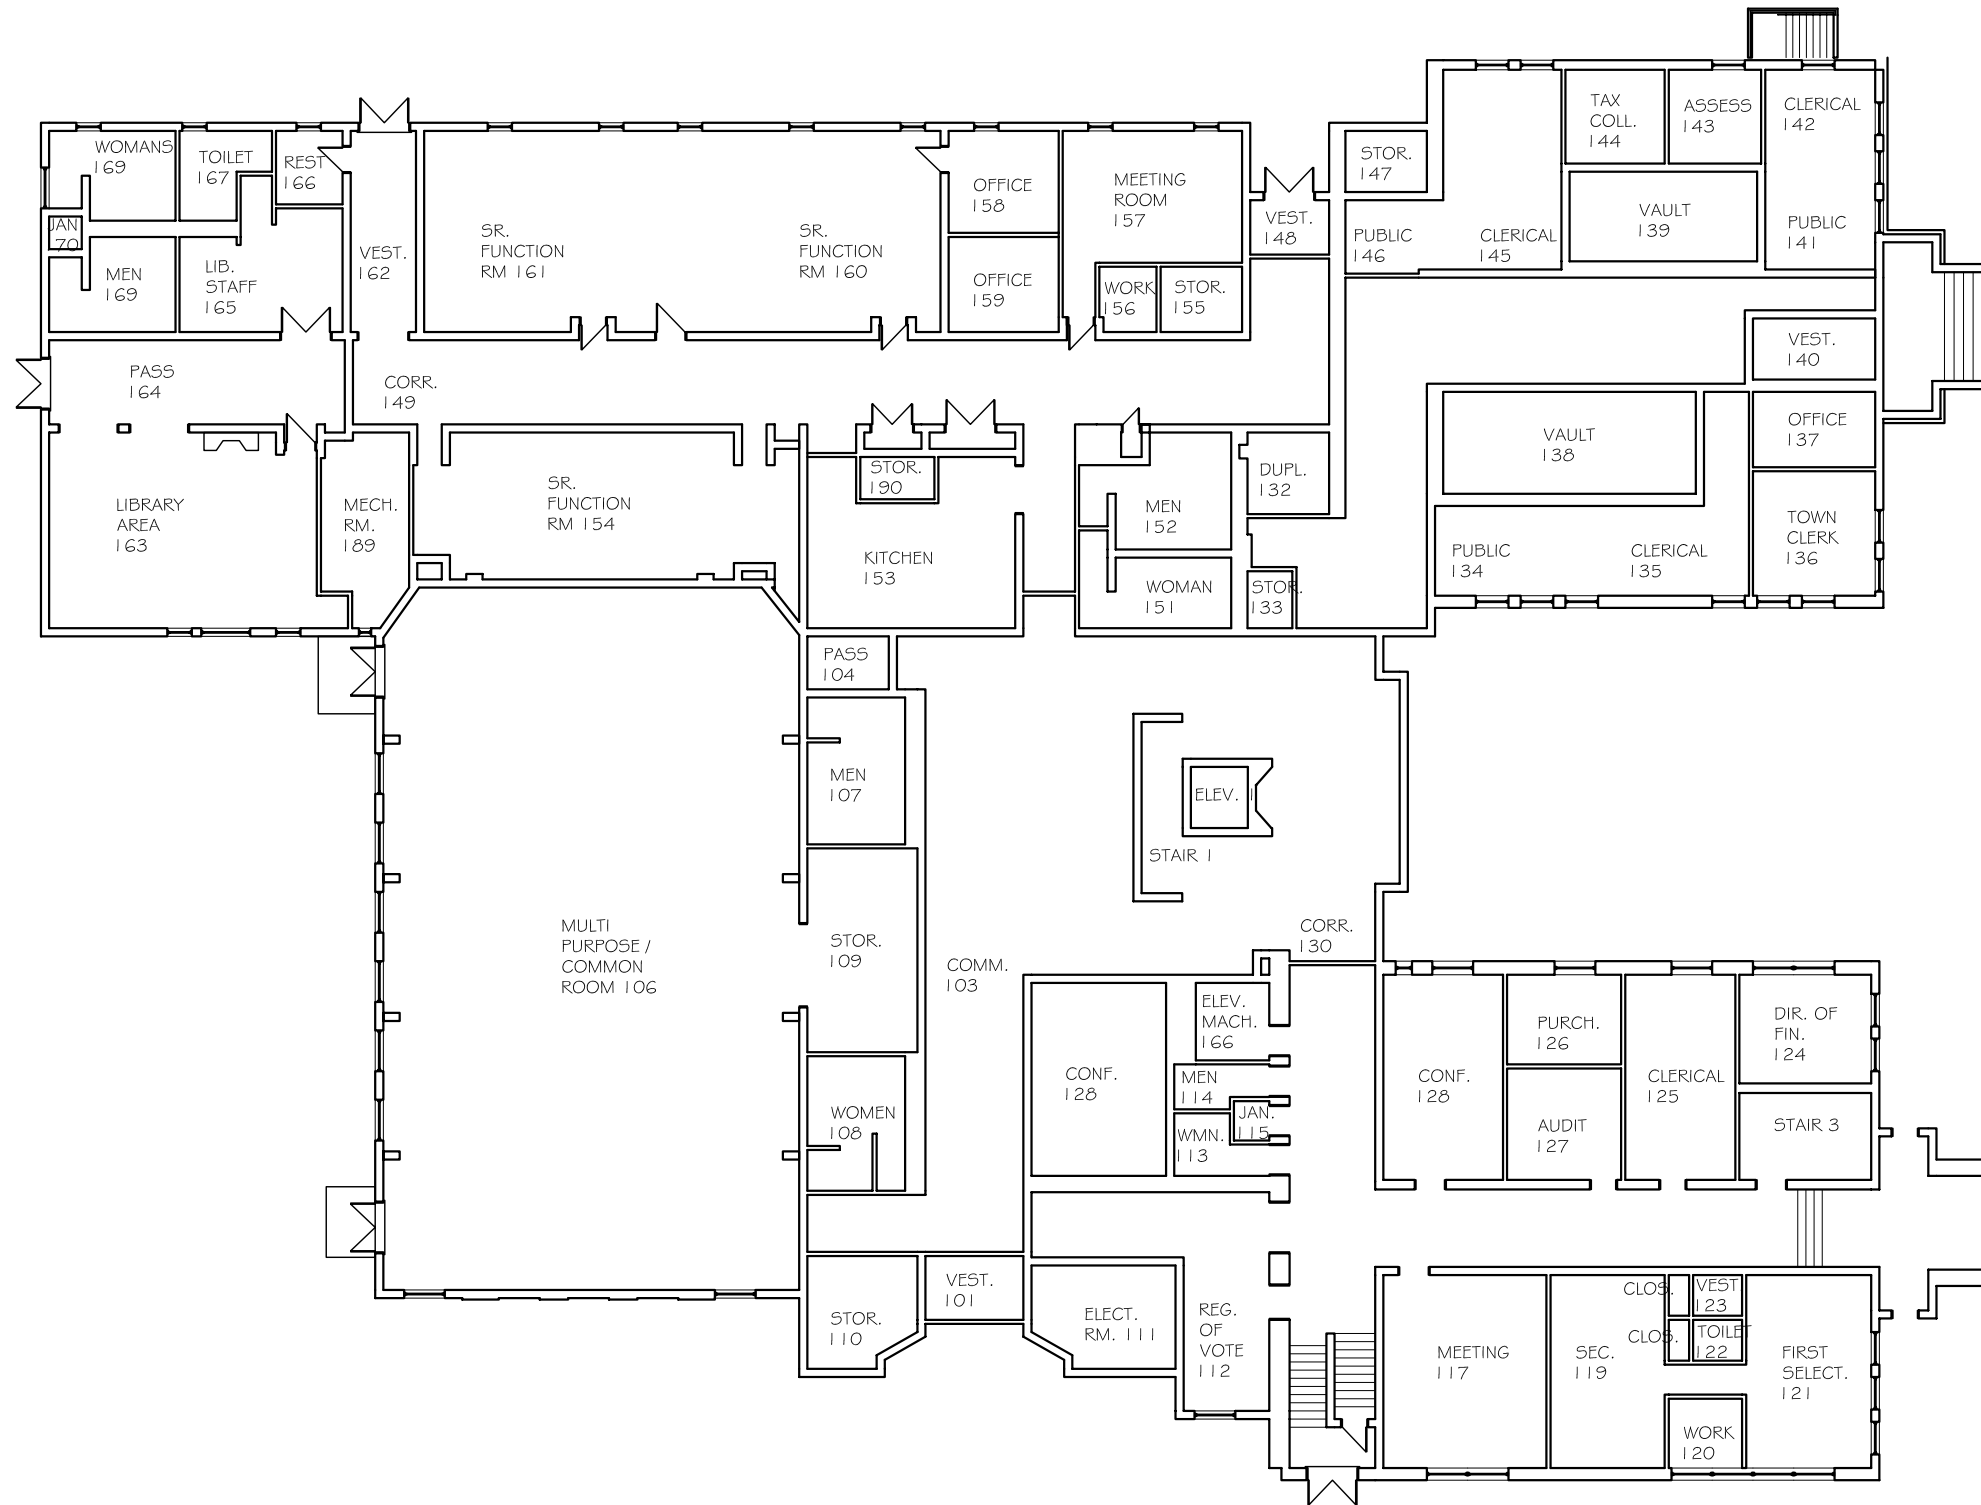 WOMANS
169
TOILET
167
REST
166
JAN
170
MEN
169
LIB.
STAFF
165
VEST.
162
SR.
FUNCTION
RM 161
SR.
FUNCTION
RM 160
OFFICE
158
OFFICE
159
MEETING
ROOM
157
WORK
156
STOR.
155
VEST.
148
STOR.
147
PUBLIC
146
CLERICAL
145
TAX
COLL.
144
ASSESS
143
CLERICAL
142
VAULT
139
PUBLIC
141
VEST.
140
OFFICE
137
VAULT
138
TOWN
CLERK
136
PUBLIC
134
CLERICAL
135
PASS
164
CORR.
149
LIBRARY
AREA
163
MECH.
RM.
189
SR.
FUNCTION
RM 154
STOR.
190
KITCHEN
153
MEN
152
WOMAN
151
DUPL.
132
STOR.
133
PASS
104
MEN
107
ELEV. 1
STAIR 1
MULTI
PURPOSE /
COMMON
ROOM 106
STOR.
109
COMM.
103
CORR.
130
WOMEN
108
CONF.
128
ELEV.
MACH.
166
MEN
114
JAN.
115
WMN.
113
CONF.
128
PURCH.
126
AUDIT
127
CLERICAL
125
DIR. OF
FIN.
124
STAIR 3
STOR.
110
VEST.
101
ELECT.
RM. 111
REG.
OF
VOTE
112
MEETING
117
SEC.
119
CLOS.
VEST
123
CLOS.
TOILET
122
FIRST
SELECT.
121
WORK
120